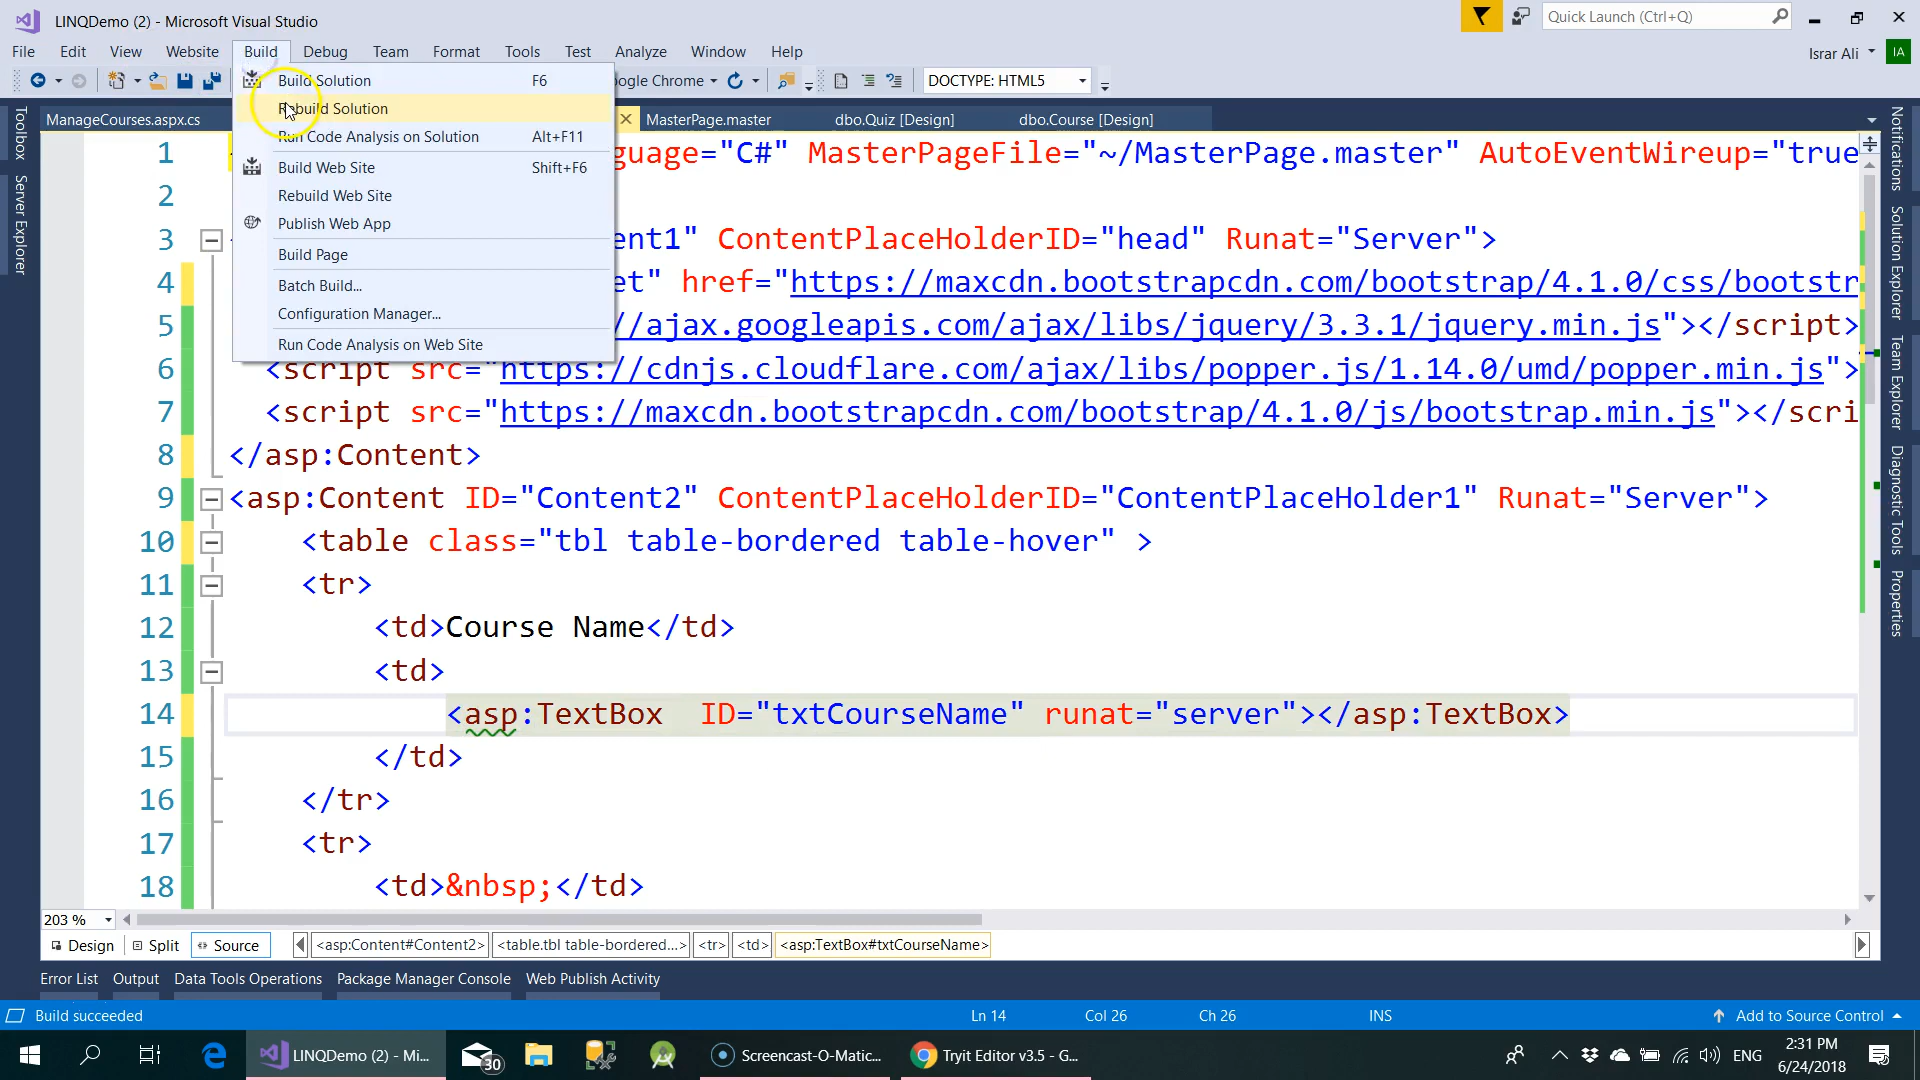 LINQDemo (2) - Microsoft Visual Studio
Quick Launch (Ctrl+Q)
File Edit View Website Build Debug Team Format Tools Test Analyze Window Help
Israr Ali IA
Build Solution F6
ogle Chrome
DOCTYPE: HTML5
Rebuild Solution
Run Code Analysis on Solution Alt+F11
Build Web Site Shift+F6
Rebuild Web Site
Publish Web App
Build Page
Batch Build...
Configuration Manager...
Run Code Analysis on Web Site
ManageCourses.aspx.cs MasterPage.master dbo.Quiz [Design] dbo.Course [Design]
Toolbox
Server Explorer
Notifications
Solution Explorer
Team Explorer
Diagnostic Tools
Properties
1 guage="C#" MasterPageFile="~/MasterPage.master" AutoEventWireup="true
2
3 ent1" ContentPlaceHolderID="head" Runat="Server">
4 et" href="https://maxcdn.bootstrapcdn.com/bootstrap/4.1.0/css/bootstr
5 //ajax.googleapis.com/ajax/libs/jquery/3.3.1/jquery.min.js"></script>
6 <script src="https://cdnjs.cloudflare.com/ajax/libs/popper.js/1.14.0/umd/popper.min.js">
7 <script src="https://maxcdn.bootstrapcdn.com/bootstrap/4.1.0/js/bootstrap.min.js"></scri
8 </asp:Content>
9 <asp:Content ID="Content2" ContentPlaceHolderID="ContentPlaceHolder1" Runat="Server">
10 <table class="tbl table-bordered table-hover" >
11 <tr>
12 <td>Course Name</td>
13 <td>
14 <asp:TextBox  ID="txtCourseName" runat="server"></asp:TextBox>
15 </td>
16 </tr>
17 <tr>
18 <td>&nbsp;</td>
203 %
Design Split Source <asp:Content#Content2> <table.tbl table-bordered...> <tr> <td> <asp:TextBox#txtCourseName>
Error List Output Data Tools Operations Package Manager Console Web Publish Activity
Build succeeded Ln 14 Col 26 Ch 26 INS Add to Source Control
LINQDemo (2) - Mi... 30 Screencast-O-Matic... Tryit Editor v3.5 - G... ENG
2:31 PM
6/24/2018